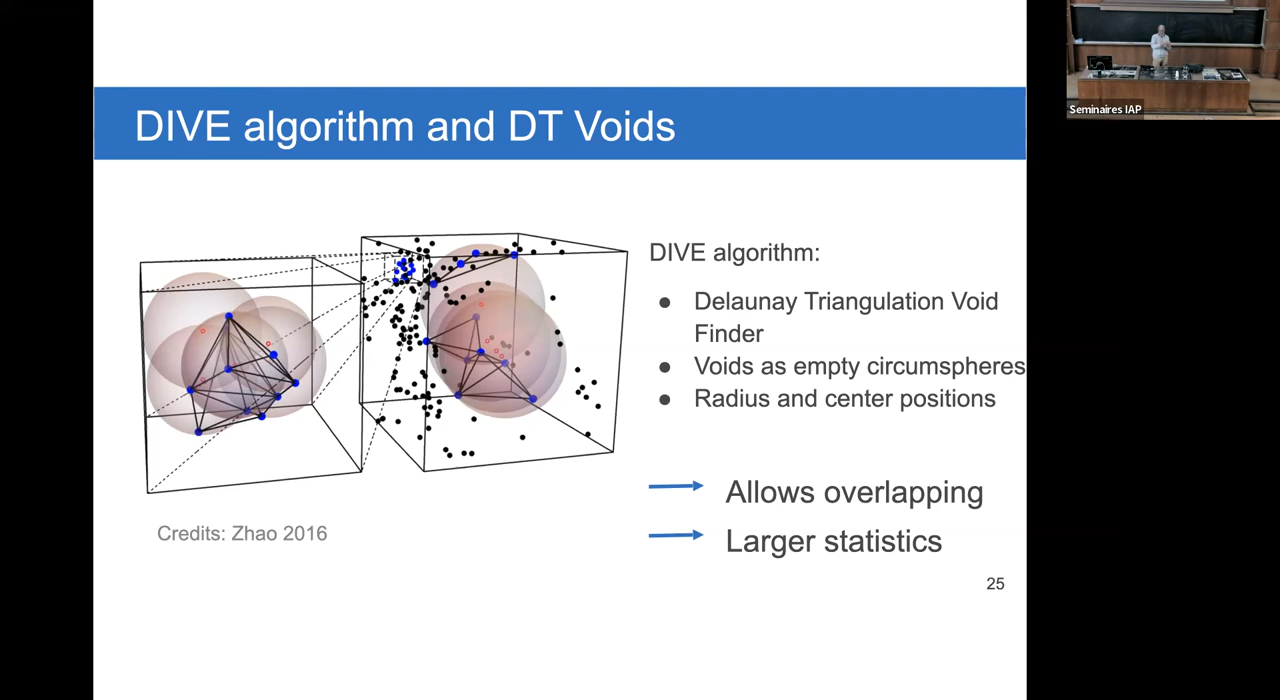 Seminaires IAP
DIVE algorithm and DT Voids
DIVE algorithm:
● Delaunay Triangulation Void
Finder
● Voids as empty circumspheres
● Radius and center positions
Allows overlapping
Larger statistics
Credits: Zhao 2016
25